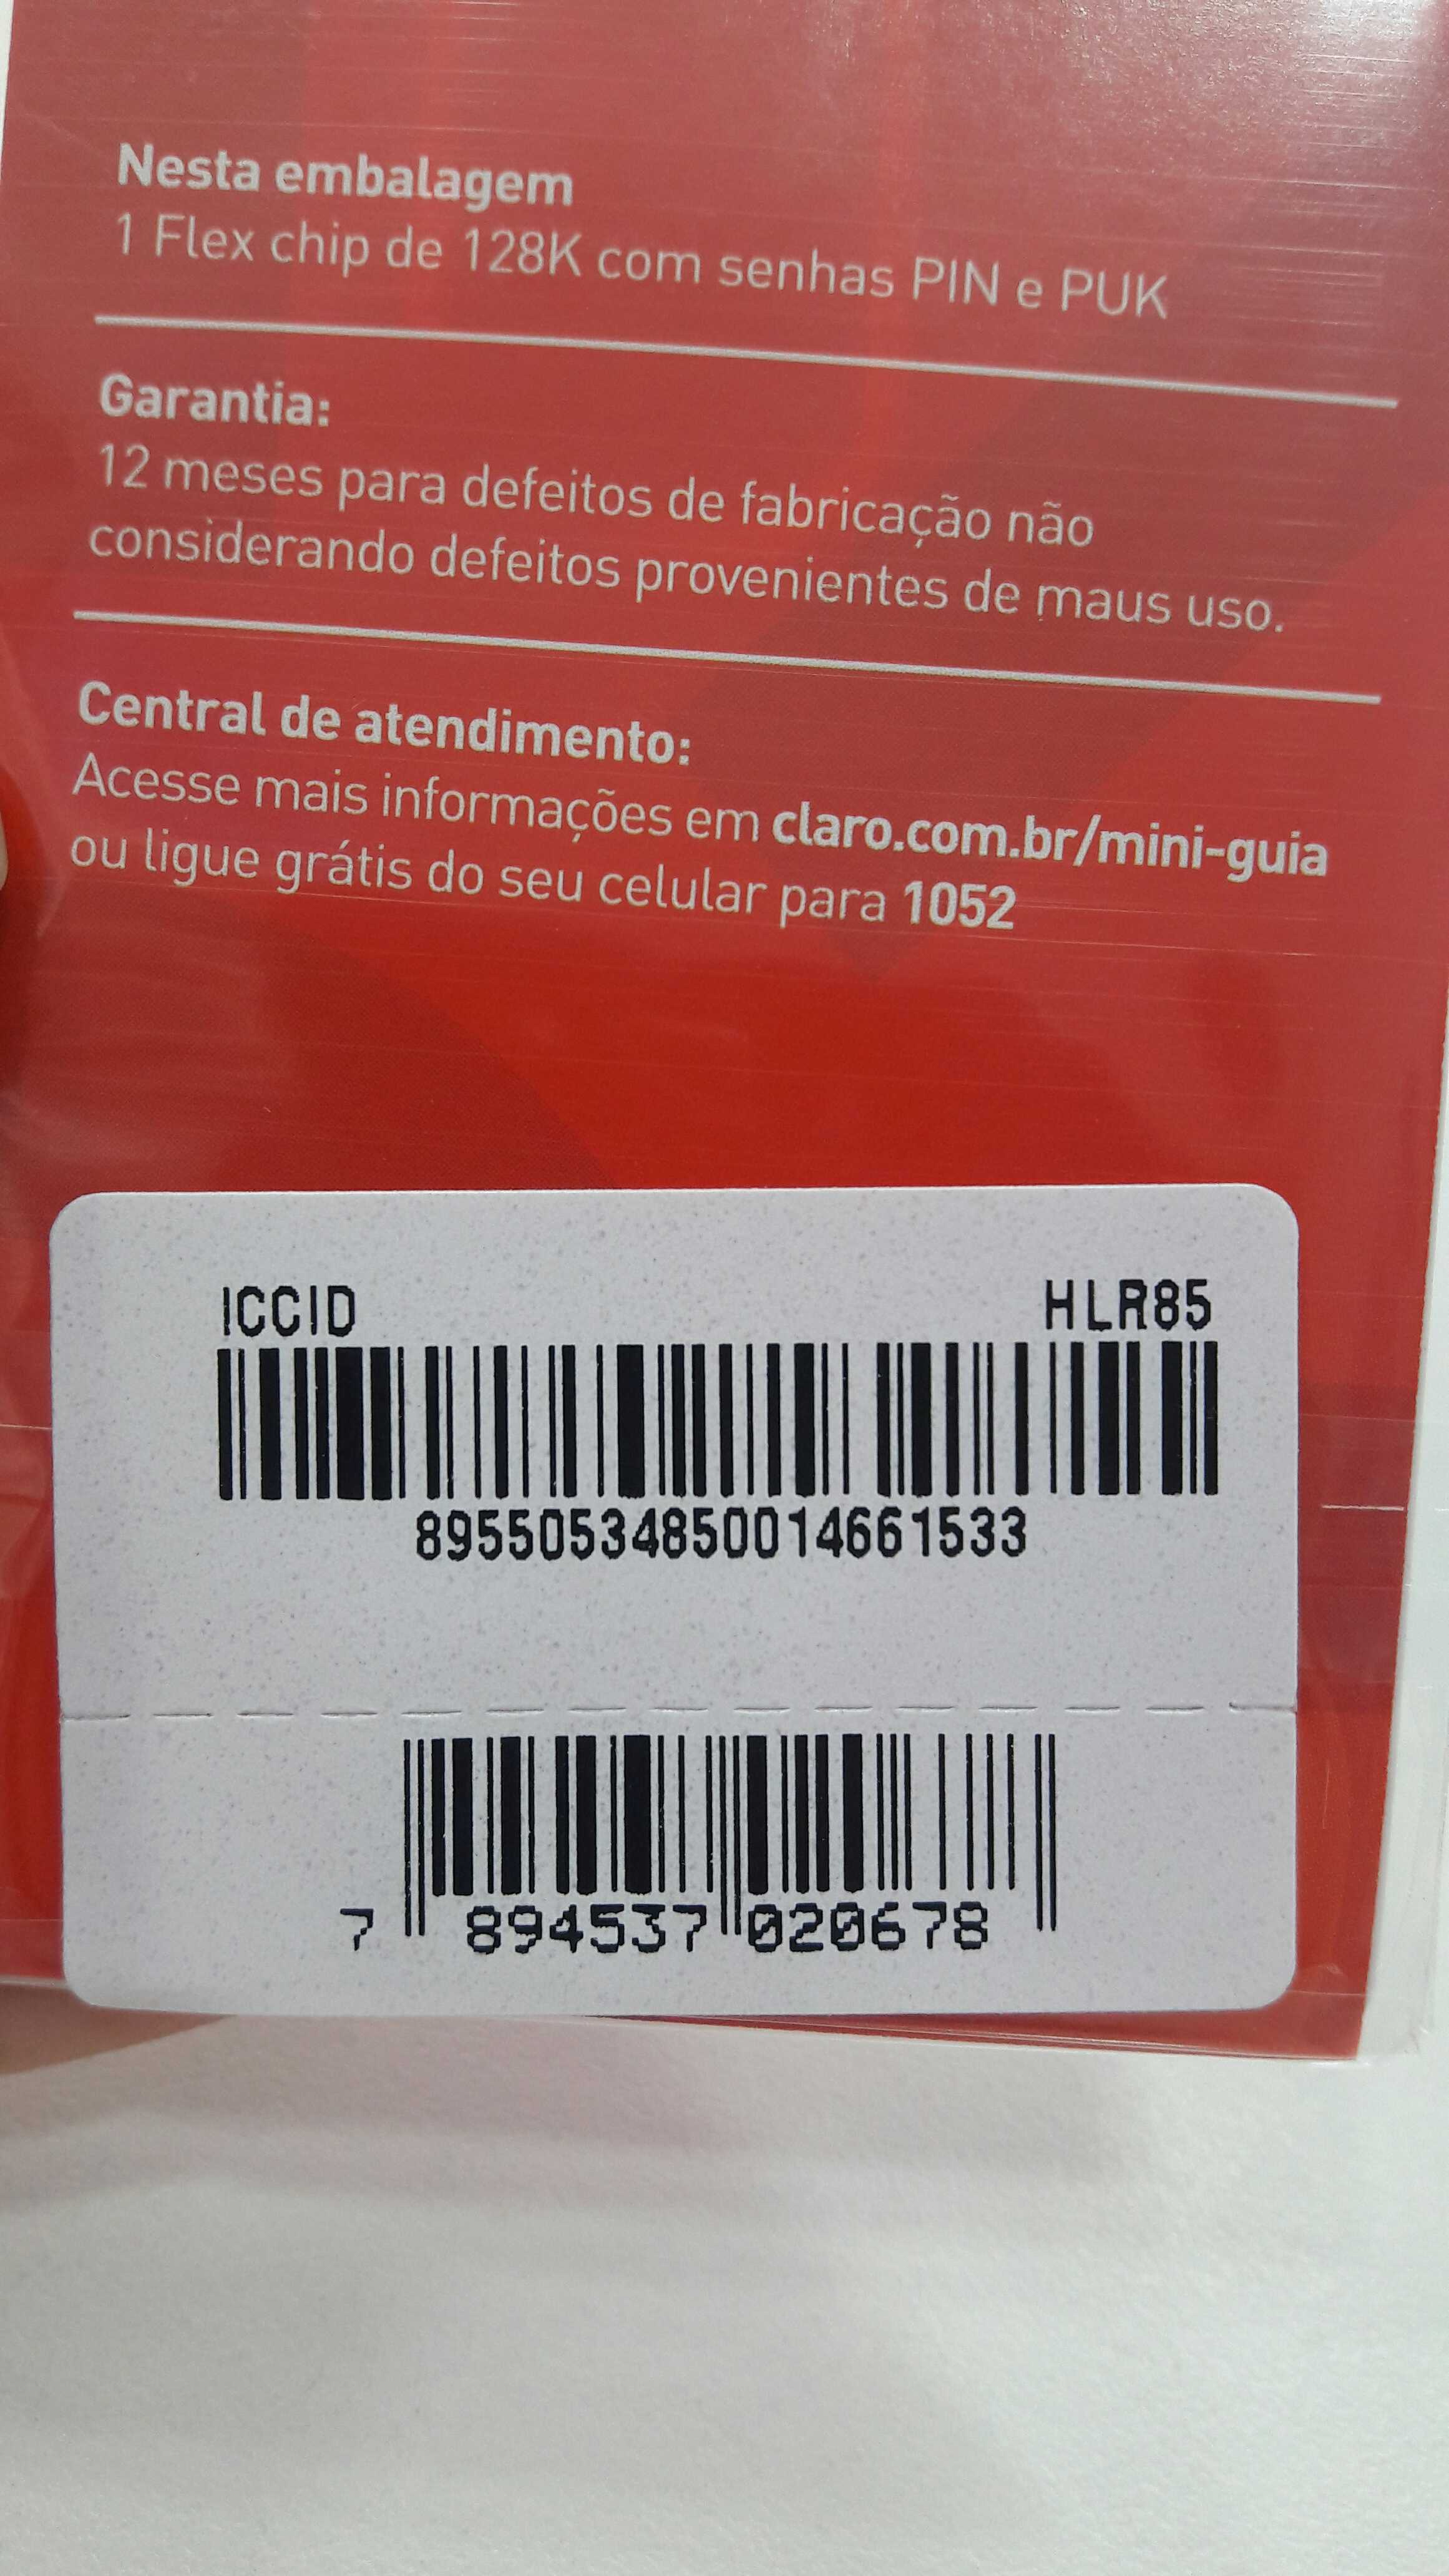 Nesta embalagem
1 Flex chip de 128K com senhas PIN e PUK
Garantia:
12 meses para defeitos de fabricação não
considerando defeitos provenientes de maus uso.
Central de atendimento:
Acesse mais informações em claro.com.br/mini-guia
ou ligue grátis do seu celular para 1052
ICCID HLR85
89550534850014661533
7 894537 020678